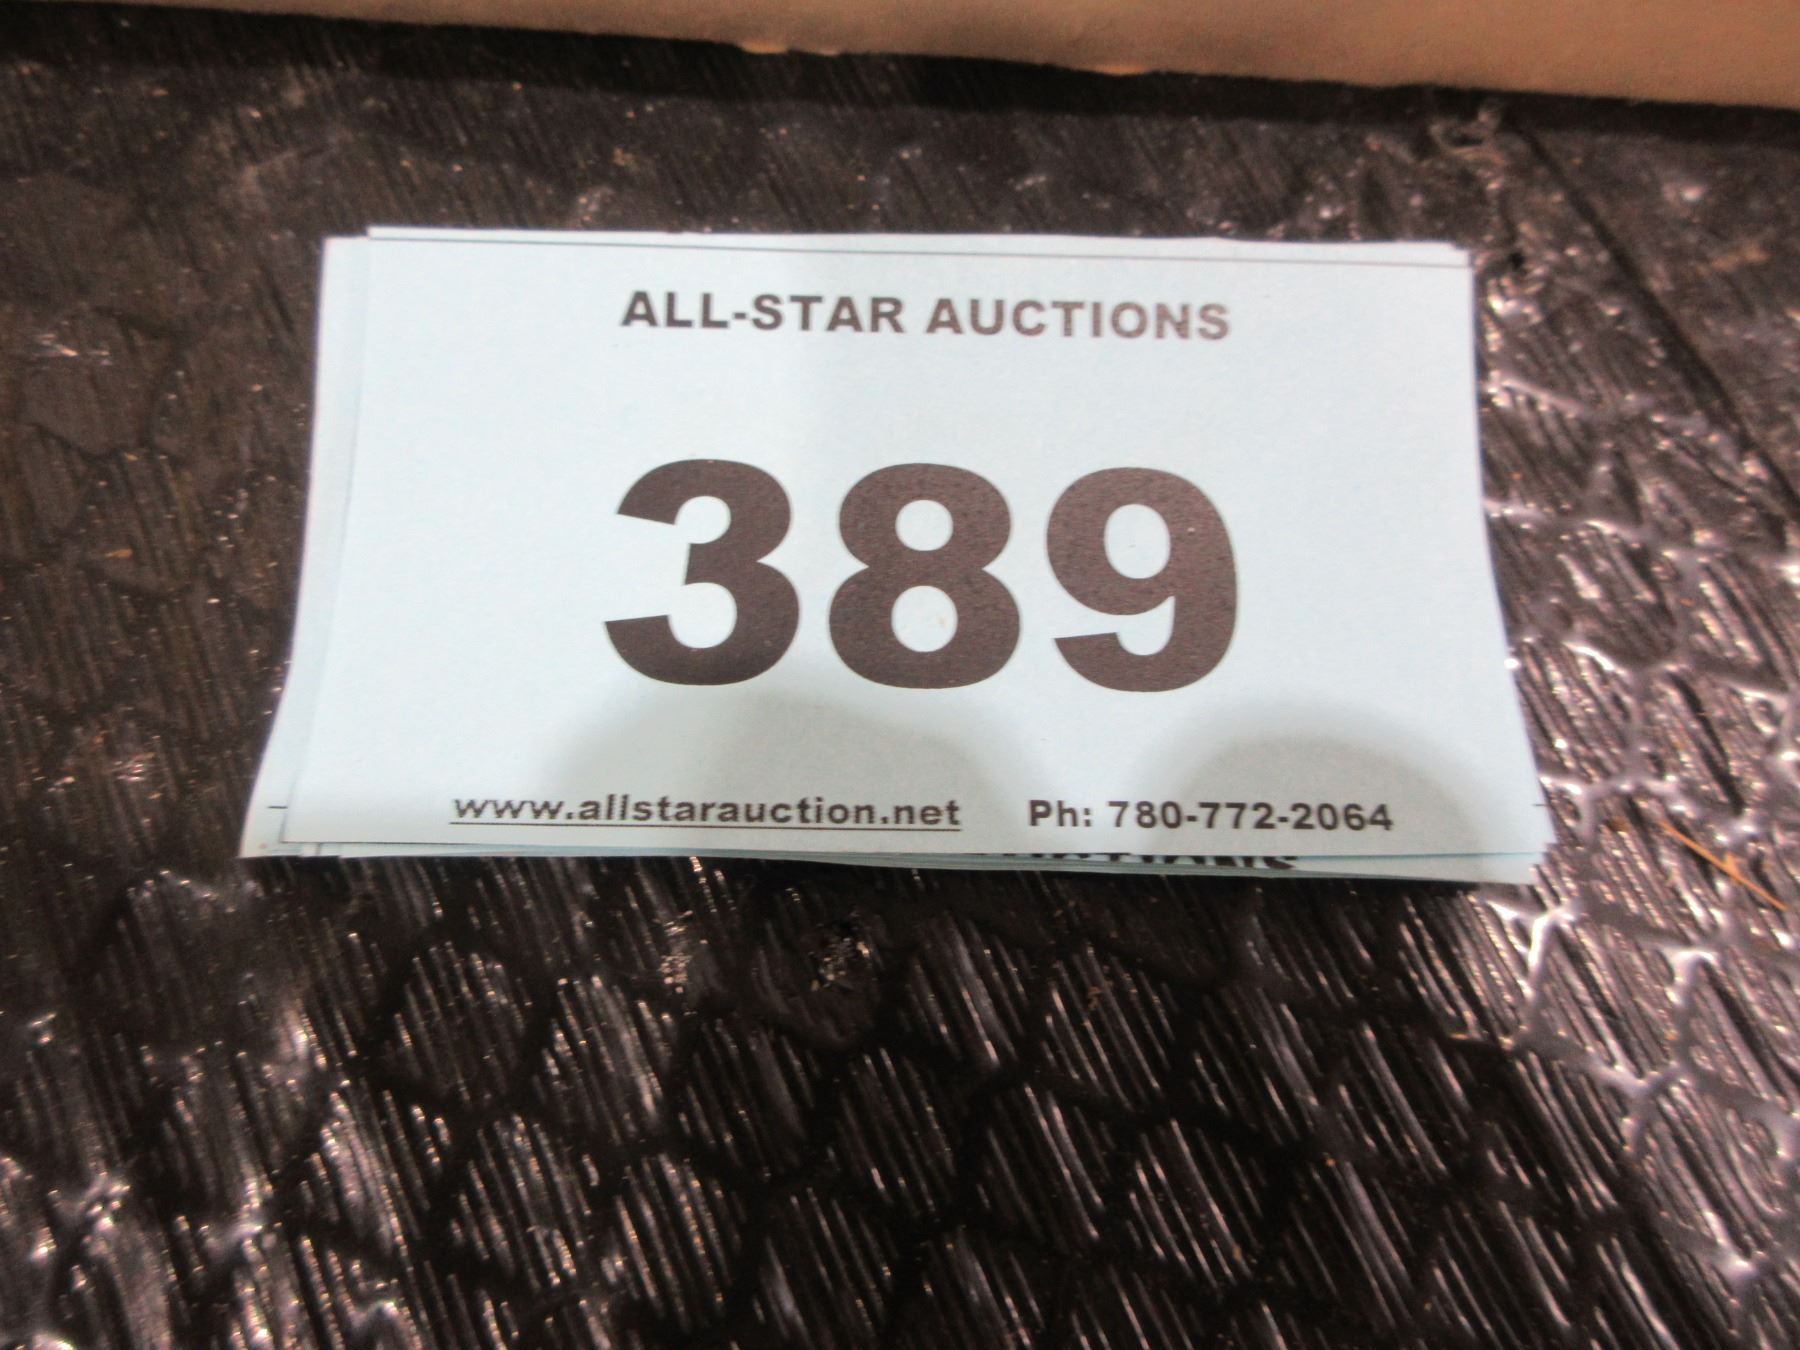 ALL-STAR AUCTIONS
389
www.allstarauction.net Ph: 780-772-2064